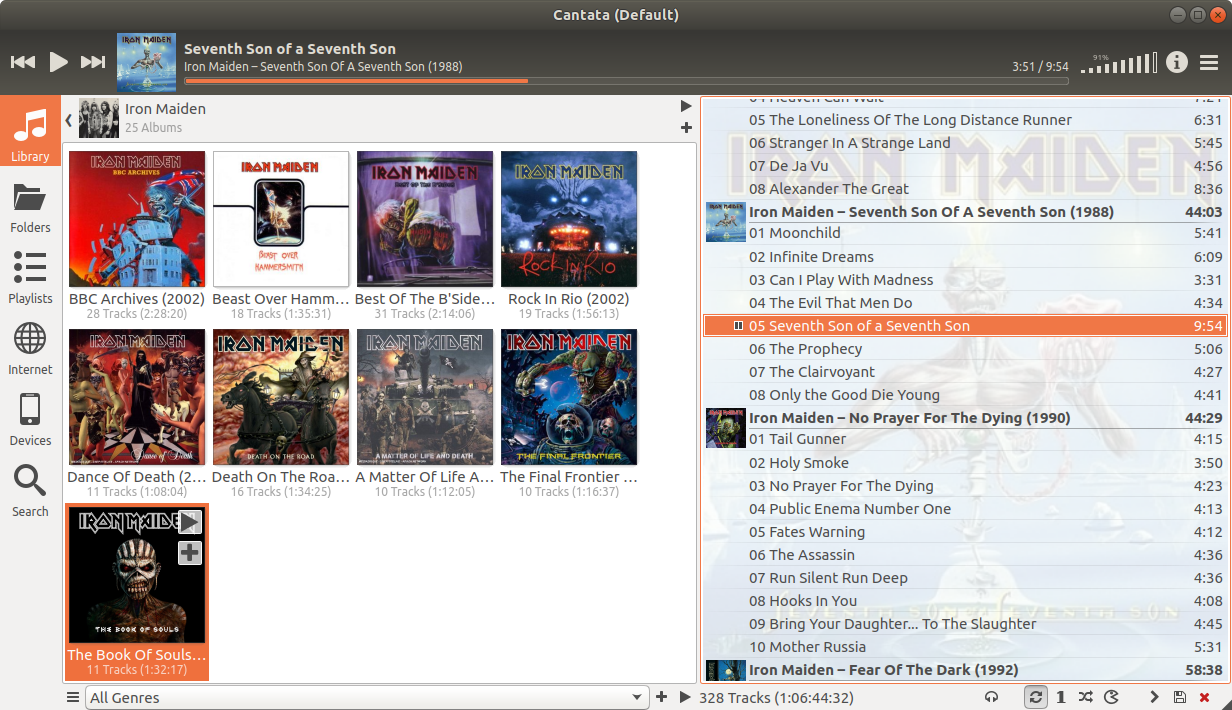 Cantata (Default)
Seventh Son of a Seventh Son
Iron Maiden – Seventh Son Of A Seventh Son (1988)
3:51 / 9:54
91%
Library
Folders
Playlists
Internet
Devices
Search
Iron Maiden
25 Albums
IRON MAIDEN
BBC ARCHIVES
BBC Archives (2002)
28 Tracks (2:28:20)
IRON MAIDEN
BEAST OVER
HAMMERSMITH
Beast Over Hamm...
18 Tracks (1:35:31)
IRON MAIDEN
BEST OF THE B'SIDES
Best Of The B'Side...
31 Tracks (2:14:06)
IRON MAIDEN
ROCK IN RIO
Rock In Rio (2002)
19 Tracks (1:56:13)
IRON MAIDEN
Dance of Death
Dance Of Death (2...
11 Tracks (1:08:04)
IRON MAIDEN
DEATH ON THE ROAD
Death On The Roa...
16 Tracks (1:34:25)
IRON MAIDEN
A MATTER OF LIFE AND DEATH
A Matter Of Life A...
10 Tracks (1:12:05)
IRON MAIDEN
THE FINAL FRONTIER
The Final Frontier ...
10 Tracks (1:16:37)
IRON MAIDEN
THE BOOK OF SOULS
The Book Of Souls...
11 Tracks (1:32:17)
All Genres
04 Heaven Can Wait 7:21
05 The Loneliness Of The Long Distance Runner 6:31
06 Stranger In A Strange Land 5:45
07 De Ja Vu 4:56
08 Alexander The Great 8:36
Iron Maiden – Seventh Son Of A Seventh Son (1988) 44:03
01 Moonchild 5:41
02 Infinite Dreams 6:09
03 Can I Play With Madness 3:31
04 The Evil That Men Do 4:34
05 Seventh Son of a Seventh Son 9:54
06 The Prophecy 5:06
07 The Clairvoyant 4:27
08 Only the Good Die Young 4:41
Iron Maiden – No Prayer For The Dying (1990) 44:29
01 Tail Gunner 4:15
02 Holy Smoke 3:50
03 No Prayer For The Dying 4:23
04 Public Enema Number One 4:13
05 Fates Warning 4:12
06 The Assassin 4:36
07 Run Silent Run Deep 4:36
08 Hooks In You 4:08
09 Bring Your Daughter... To The Slaughter 4:45
10 Mother Russia 5:31
Iron Maiden – Fear Of The Dark (1992) 58:38
328 Tracks (1:06:44:32)
1